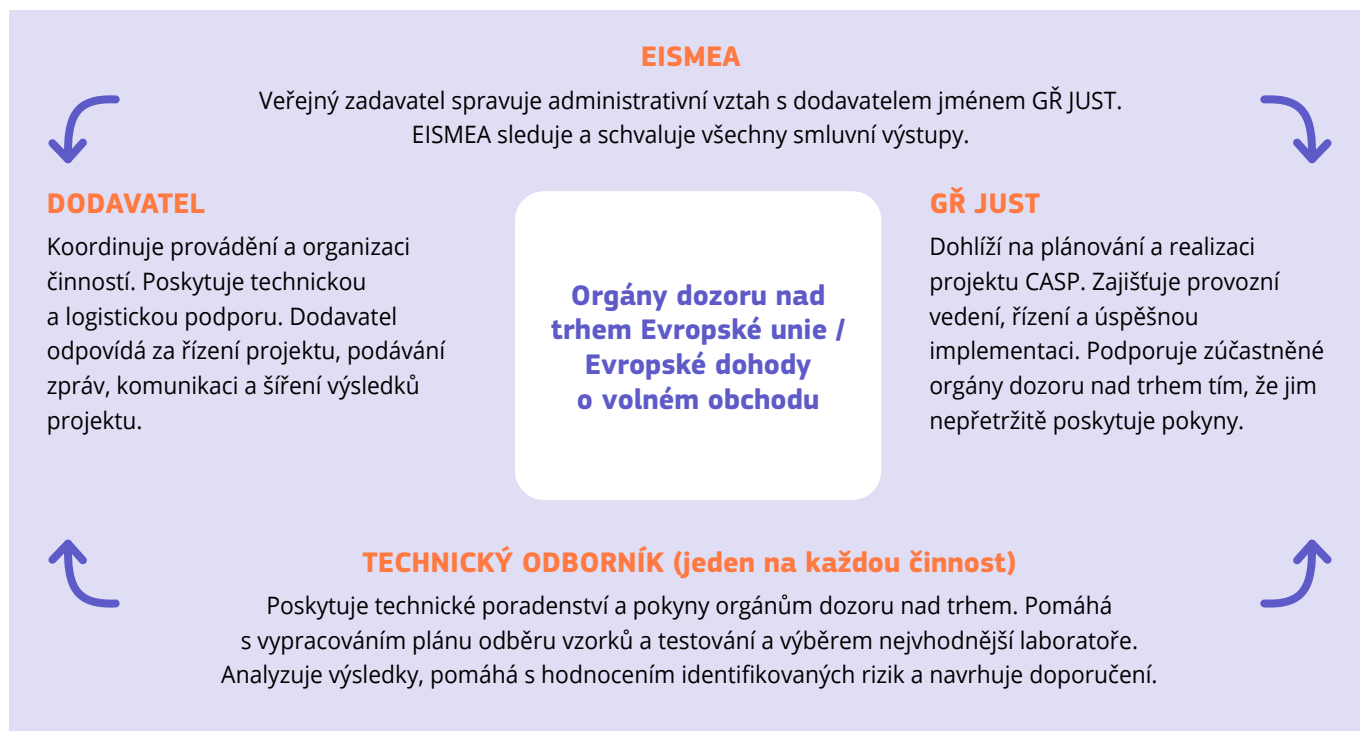 EISMEA
Veřejný zadavatel spravuje administrativní vztah s dodavatelem jménem GŘ JUST.
EISMEA sleduje a schvaluje všechny smluvní výstupy.
DODAVATEL
Koordinuje provádění a organizaci
činností. Poskytuje technickou
a logistickou podporu. Dodavatel
odpovídá za řízení projektu, podávání
zpráv, komunikaci a šíření výsledků
projektu.
Orgány dozoru nad
trhem Evropské unie /
Evropské dohody
o volném obchodu
GŘ JUST
Dohlíží na plánování a realizaci
projektu CASP. Zajišťuje provozní
vedení, řízení a úspěšnou
implementaci. Podporuje zúčastněné
orgány dozoru nad trhem tím, že jim
nepřetržitě poskytuje pokyny.
TECHNICKÝ ODBORNÍK (jeden na každou činnost)
Poskytuje technické poradenství a pokyny orgánům dozoru nad trhem. Pomáhá
s vypracováním plánu odběru vzorků a testování a výběrem nejvhodnější laboratoře.
Analyzuje výsledky, pomáhá s hodnocením identifikovaných rizik a navrhuje doporučení.